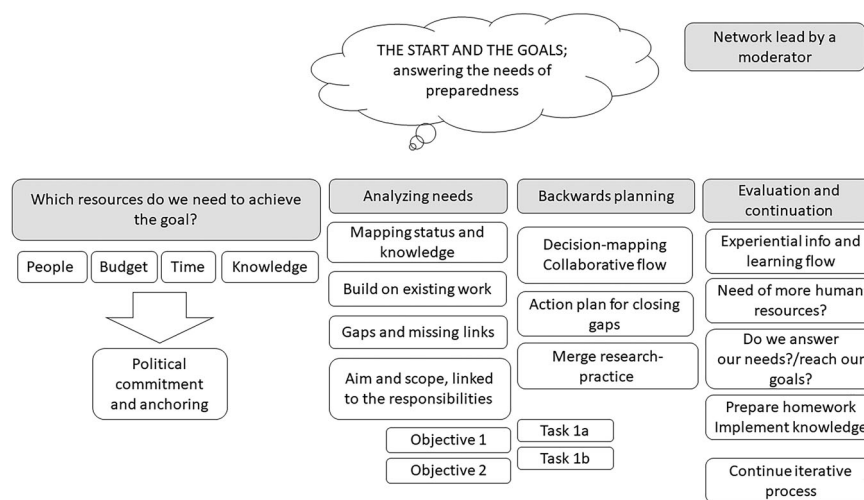 THE START AND THE GOALS;
answering the needs of
preparedness
Network lead by a
moderator
Which resources do we need to achieve
the goal?
People
Budget
Time
Knowledge
Political
commitment
and anchoring
Analyzing needs
Mapping status and
knowledge
Build on existing work
Gaps and missing links
Aim and scope, linked
to the responsibilities
Objective 1
Objective 2
Backwards planning
Decision-mapping
Collaborative flow
Action plan for closing
gaps
Merge research-
practice
Task 1a
Task 1b
Evaluation and
continuation
Experiential info and
learning flow
Need of more human
resources?
Do we answer
our needs?/reach our
goals?
Prepare homework
Implement knowledge
Continue iterative
process